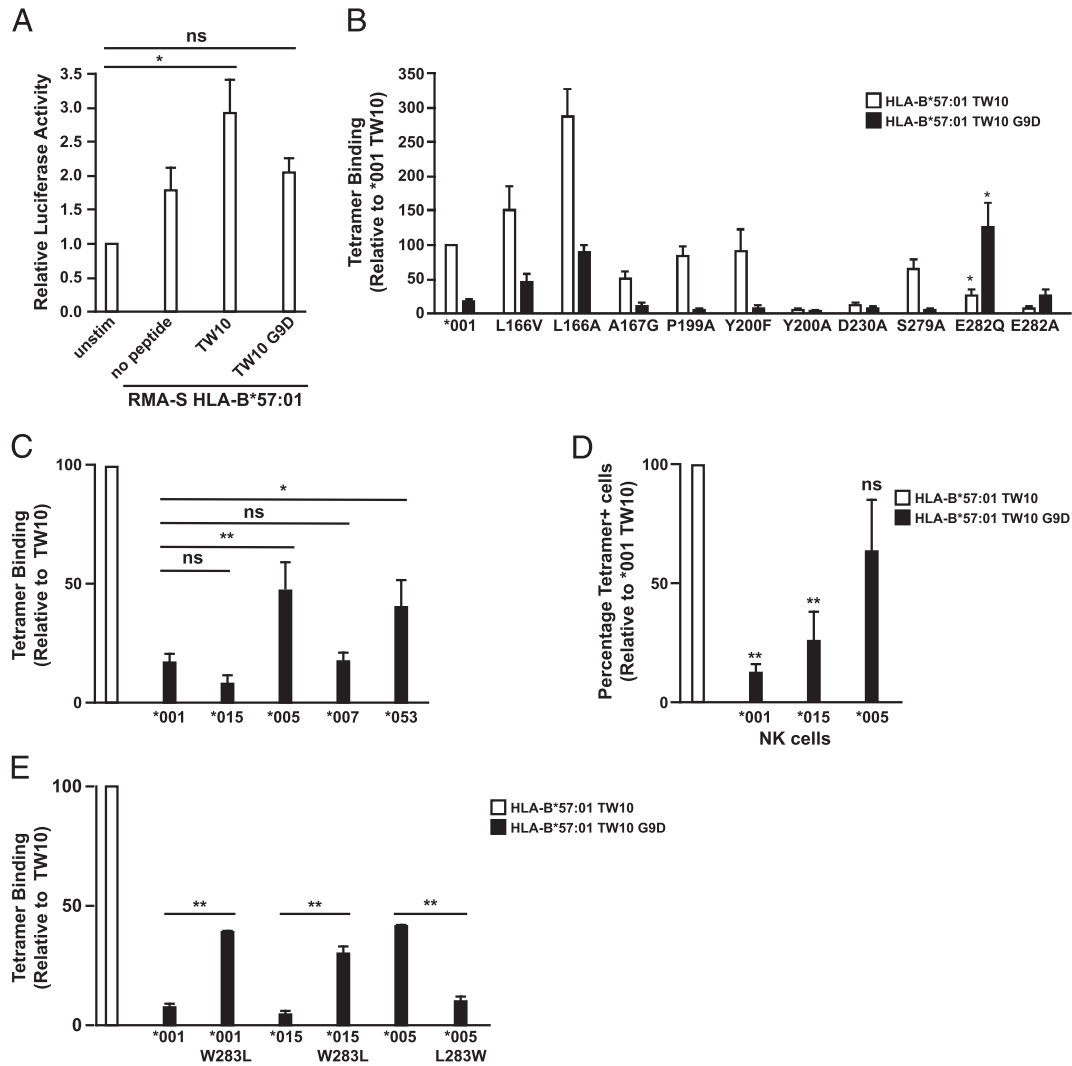 A
ns
*
Relative Luciferase Activity
3.5
3.0
2.5
2.0
1.5
1.0
0.5
0.0
unstim
no peptide
TW10
TW10 G9D
RMA-S HLA-B*57:01
B
Tetramer Binding
(Relative to *001 TW10)
350
300
250
200
150
100
50
0
HLA-B*57:01 TW10
HLA-B*57:01 TW10 G9D
*
*
*001 L166V L166A A167G P199A Y200F Y200A D230A S279A E282Q E282A
C
Tetramer Binding
(Relative to TW10)
100
50
0
*
ns
**
ns
*001 *015 *005 *007 *053
D
Percentage Tetramer+ cells
(Relative to *001 TW10)
100
50
0
**
**
ns
HLA-B*57:01 TW10
HLA-B*57:01 TW10 G9D
*001 *015 *005
NK cells
E
Tetramer Binding
(Relative to TW10)
100
50
0
HLA-B*57:01 TW10
HLA-B*57:01 TW10 G9D
** ** **
*001 *001 *015 *015 *005 *005
W283L W283L L283W